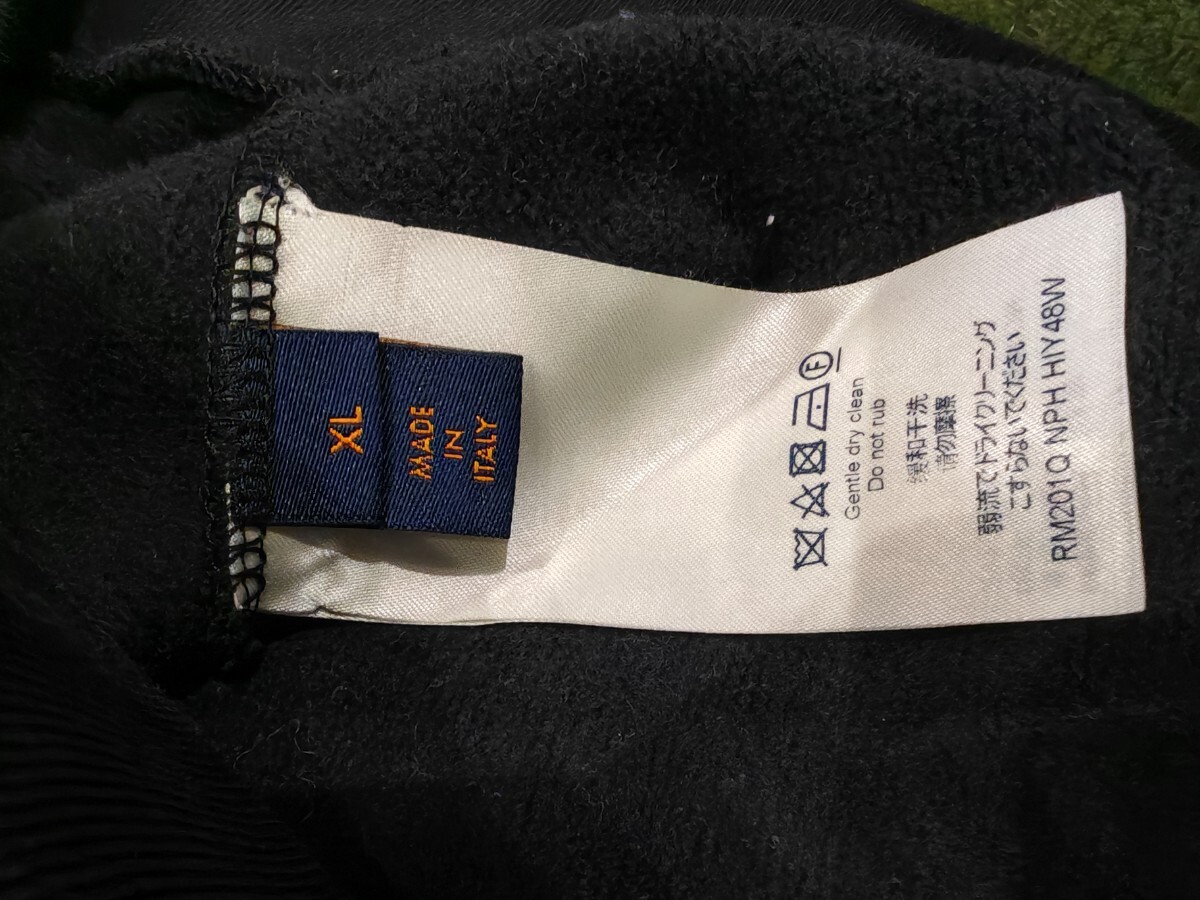 XL
MADE
IN
ITALY
F
Gentle dry clean
Do not rub
缓和干洗
请勿摩擦
弱流でドライクリーニング
こすらないでください
RM201Q NPH HIY48W